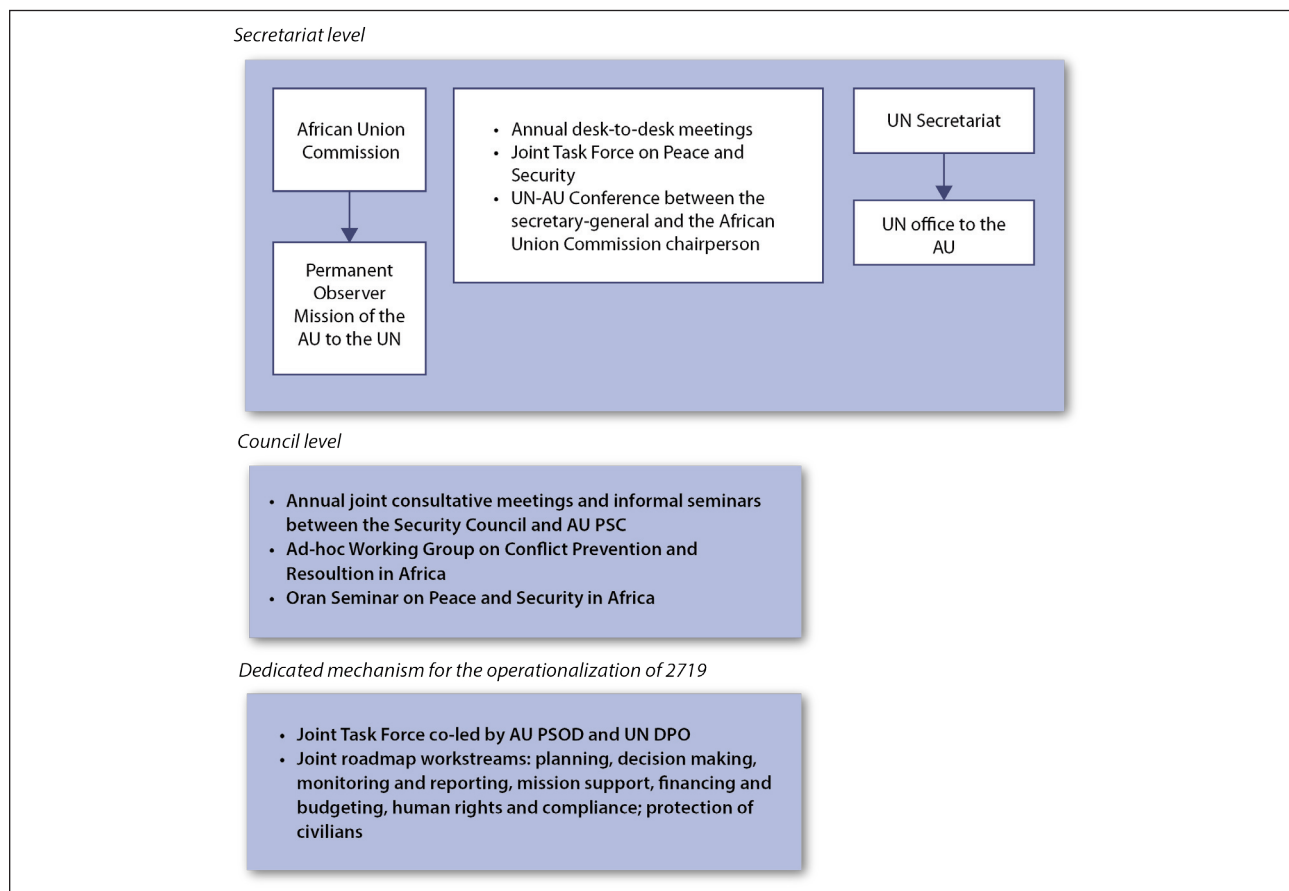 Secretariat level
African Union
Commission
Permanent
Observer
Mission of the
AU to the UN
• Annual desk-to-desk meetings
• Joint Task Force on Peace and
Security
• UN-AU Conference between the
secretary-general and the African
Union Commission chairperson
UN Secretariat
UN office to the
AU
Council level
• Annual joint consultative meetings and informal seminars
between the Security Council and AU PSC
• Ad-hoc Working Group on Conflict Prevention and
Resoultion in Africa
• Oran Seminar on Peace and Security in Africa
Dedicated mechanism for the operationalization of 2719
• Joint Task Force co-led by AU PSOD and UN DPO
• Joint roadmap workstreams: planning, decision making,
monitoring and reporting, mission support, financing and
budgeting, human rights and compliance; protection of
civilians